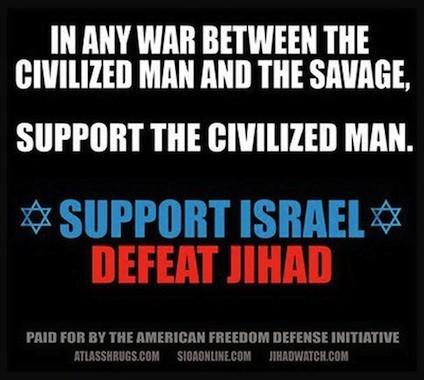 IN ANY WAR BETWEEN THE
CIVILIZED MAN AND THE SAVAGE,
SUPPORT THE CIVILIZED MAN.
SUPPORT ISRAEL
DEFEAT JIHAD
PAID FOR BY THE AMERICAN FREEDOM DEFENSE INITIATIVE
ATLASSHRUGS.COM SIOAONLINE.COM JIHADWATCH.COM